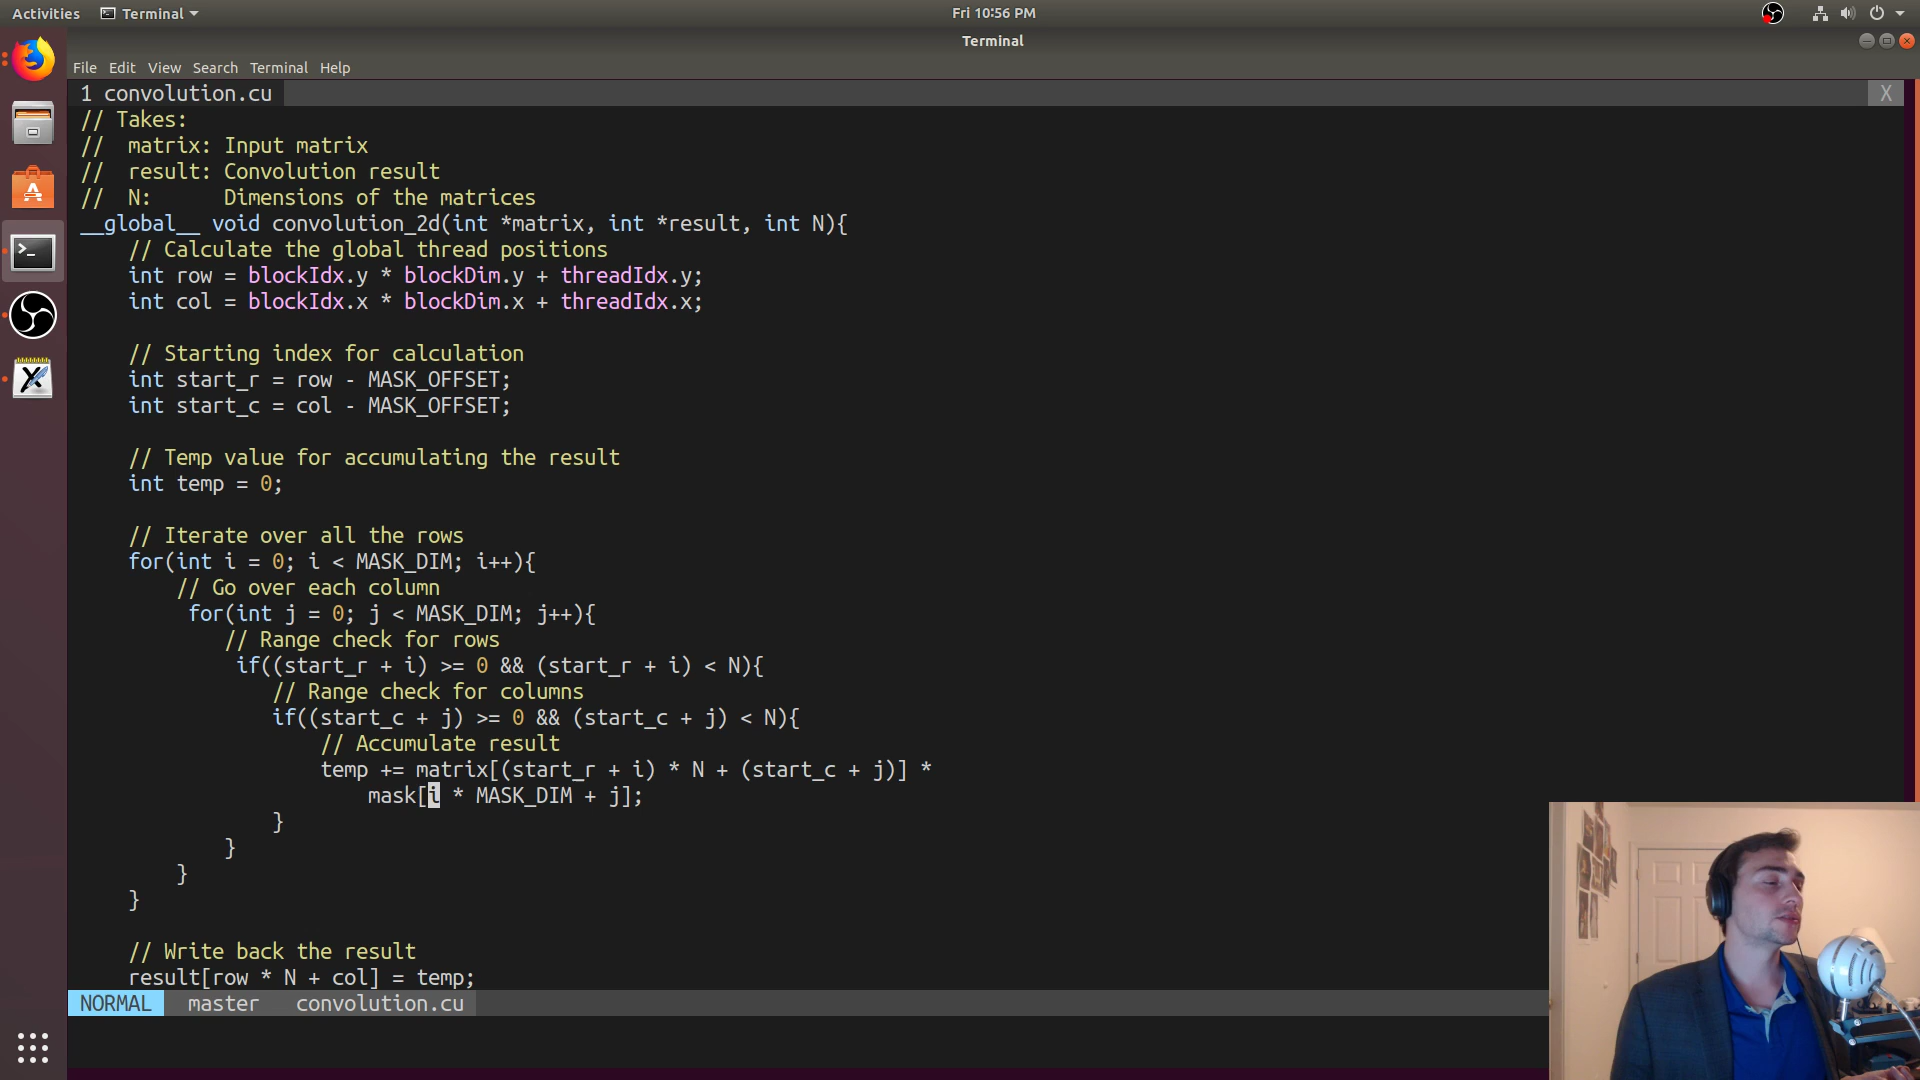 Activities Terminal Fri 10:56 PM
Terminal
File Edit View Search Terminal Help
1 convolution.cu X
// Takes:
//  matrix: Input matrix
//  result: Convolution result
//  N:      Dimensions of the matrices
__global__ void convolution_2d(int *matrix, int *result, int N){
    // Calculate the global thread positions
    int row = blockIdx.y * blockDim.y + threadIdx.y;
    int col = blockIdx.x * blockDim.x + threadIdx.x;
    // Starting index for calculation
    int start_r = row - MASK_OFFSET;
    int start_c = col - MASK_OFFSET;
    // Temp value for accumulating the result
    int temp = 0;
    // Iterate over all the rows
    for(int i = 0; i < MASK_DIM; i++){
        // Go over each column
         for(int j = 0; j < MASK_DIM; j++){
            // Range check for rows
             if((start_r + i) >= 0 && (start_r + i) < N){
                // Range check for columns
                if((start_c + j) >= 0 && (start_c + j) < N){
                    // Accumulate result
                    temp += matrix[(start_r + i) * N + (start_c + j)] *
                        mask[i * MASK_DIM + j];
                }
            }
        }
    }
    // Write back the result
    result[row * N + col] = temp;
NORMAL master convolution.cu